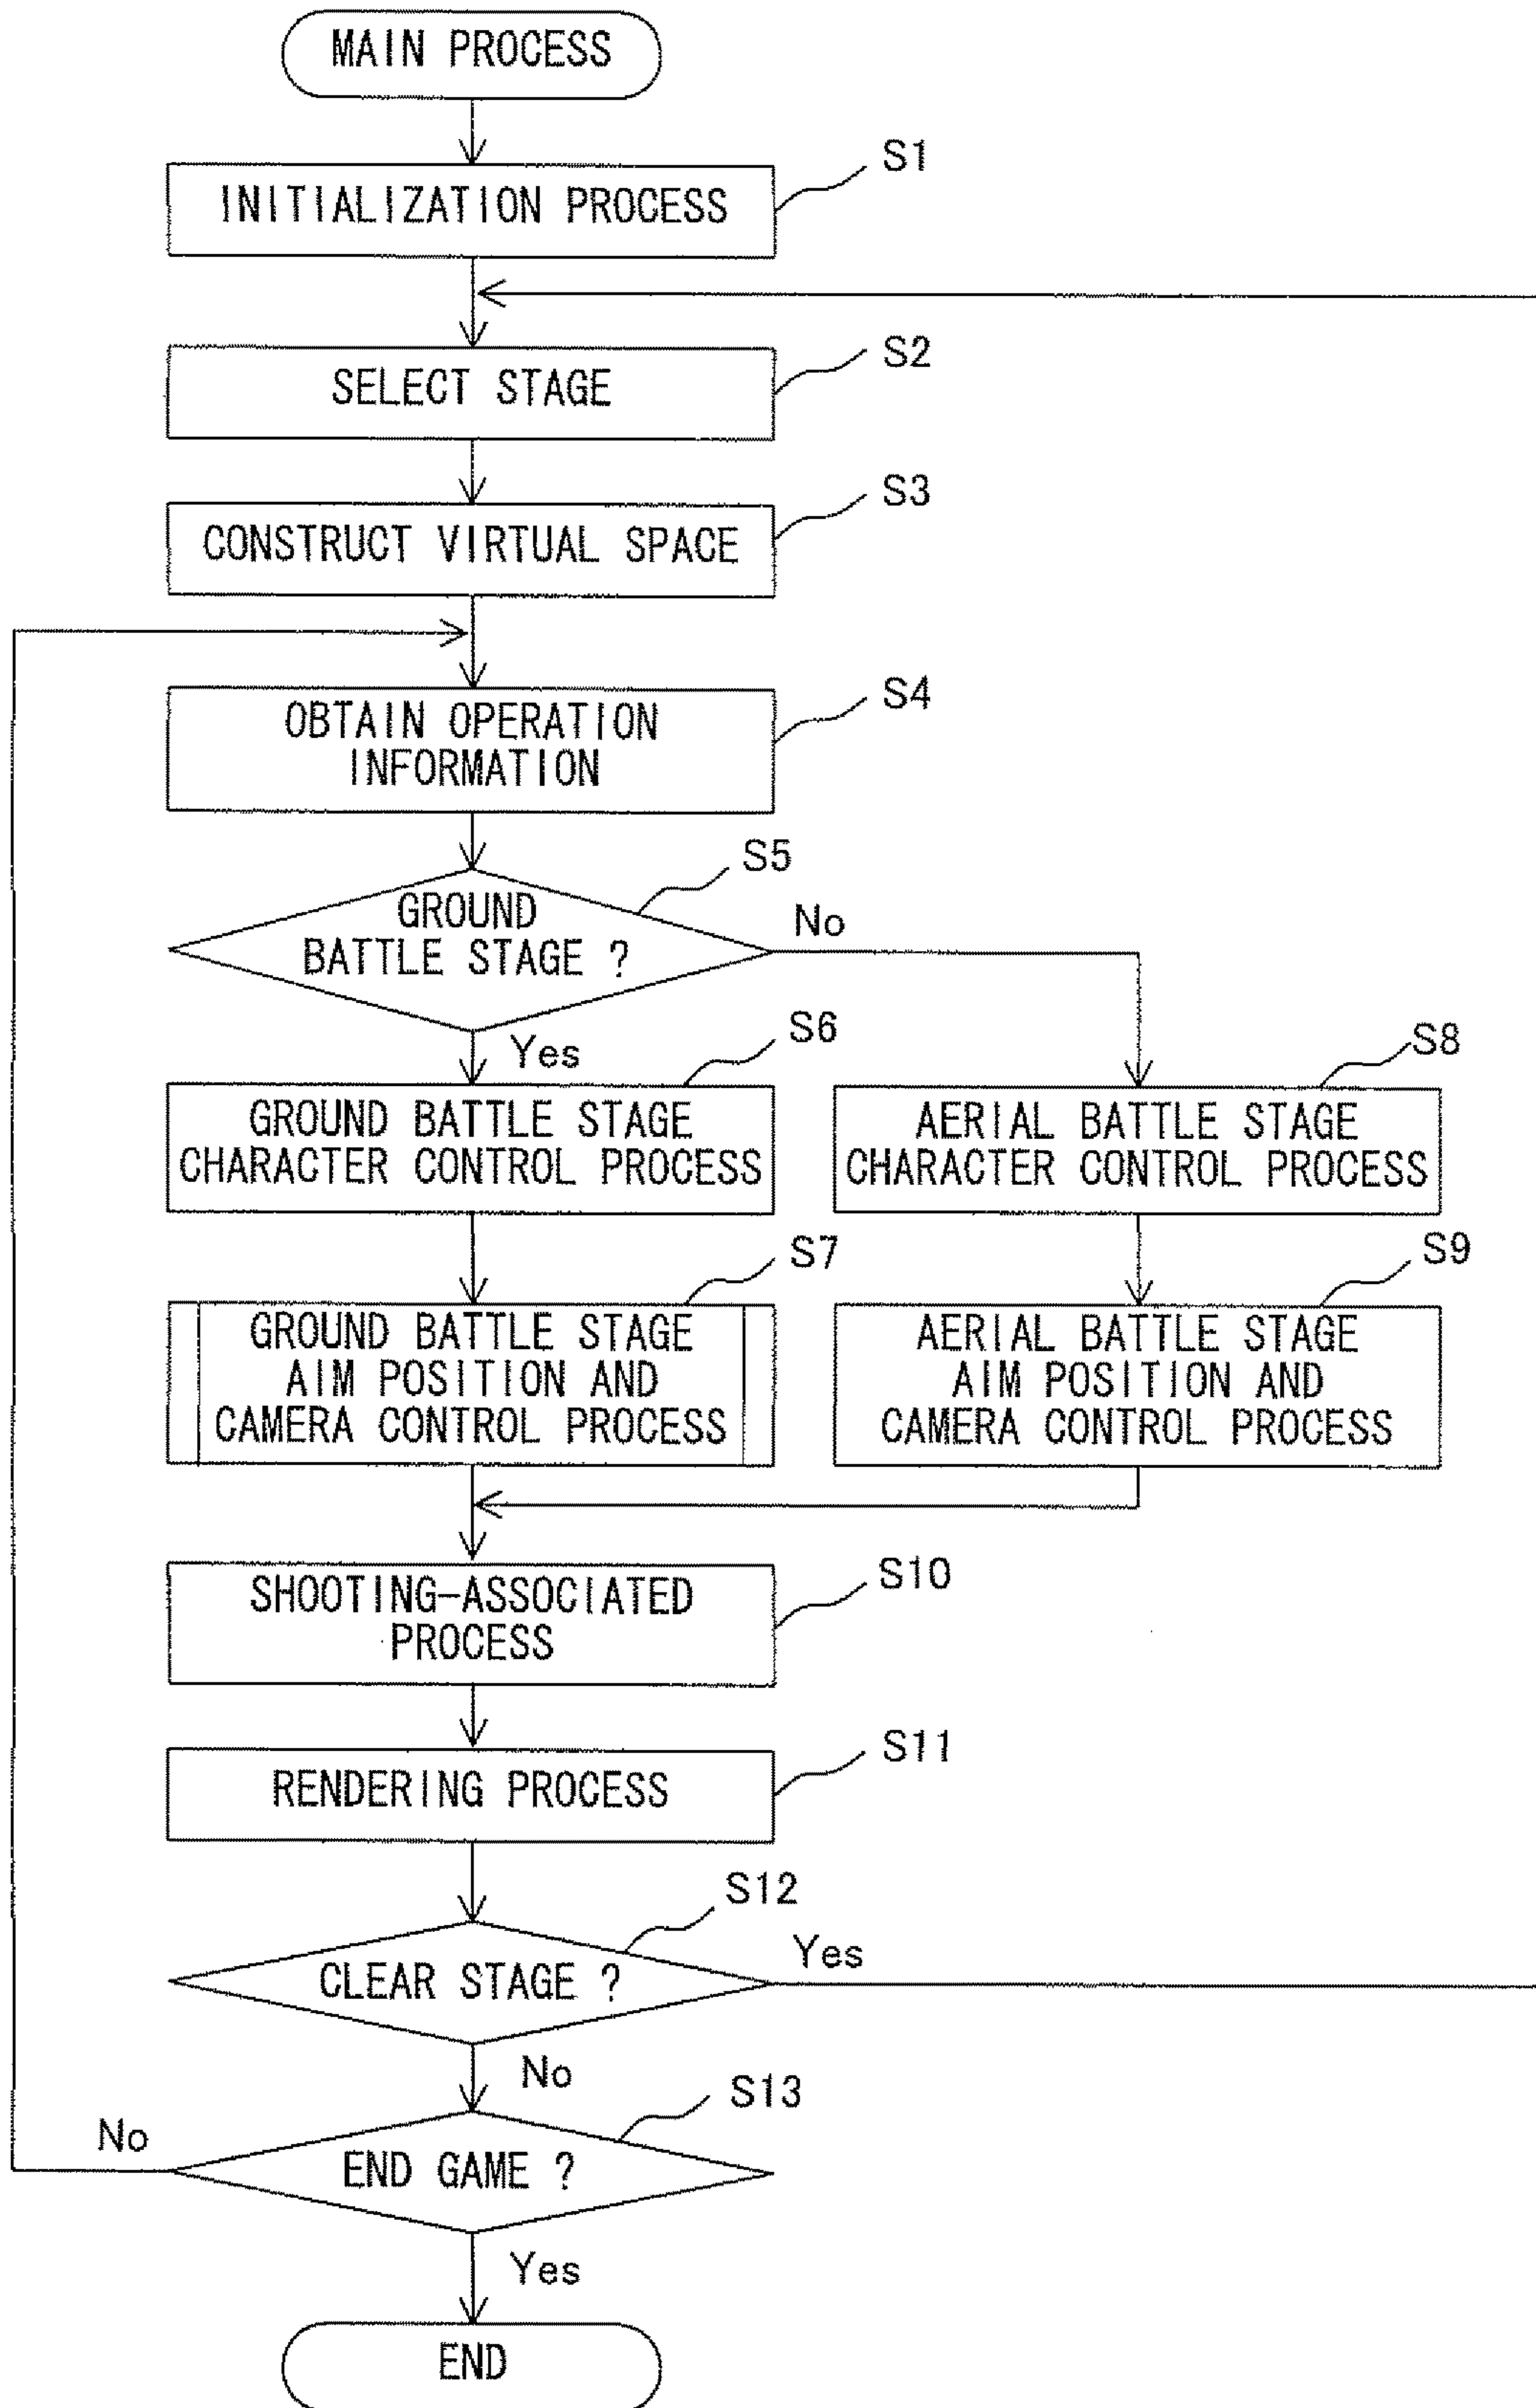 MAIN PROCESS
S1
INITIALIZATION PROCESS
S2
SELECT STAGE
S3
CONSTRUCT VIRTUAL SPACE
S4
OBTAIN OPERATION
INFORMATION
S5
GROUND
BATTLE STAGE ?
No
Yes
S6
GROUND BATTLE STAGE
CHARACTER CONTROL PROCESS
S8
AERIAL BATTLE STAGE
CHARACTER CONTROL PROCESS
S7
GROUND BATTLE STAGE
AIM POSITION AND
CAMERA CONTROL PROCESS
S9
AERIAL BATTLE STAGE
AIM POSITION AND
CAMERA CONTROL PROCESS
S10
SHOOTING-ASSOCIATED
PROCESS
S11
RENDERING PROCESS
S12
CLEAR STAGE ?
Yes
No
S13
END GAME ?
No
Yes
END